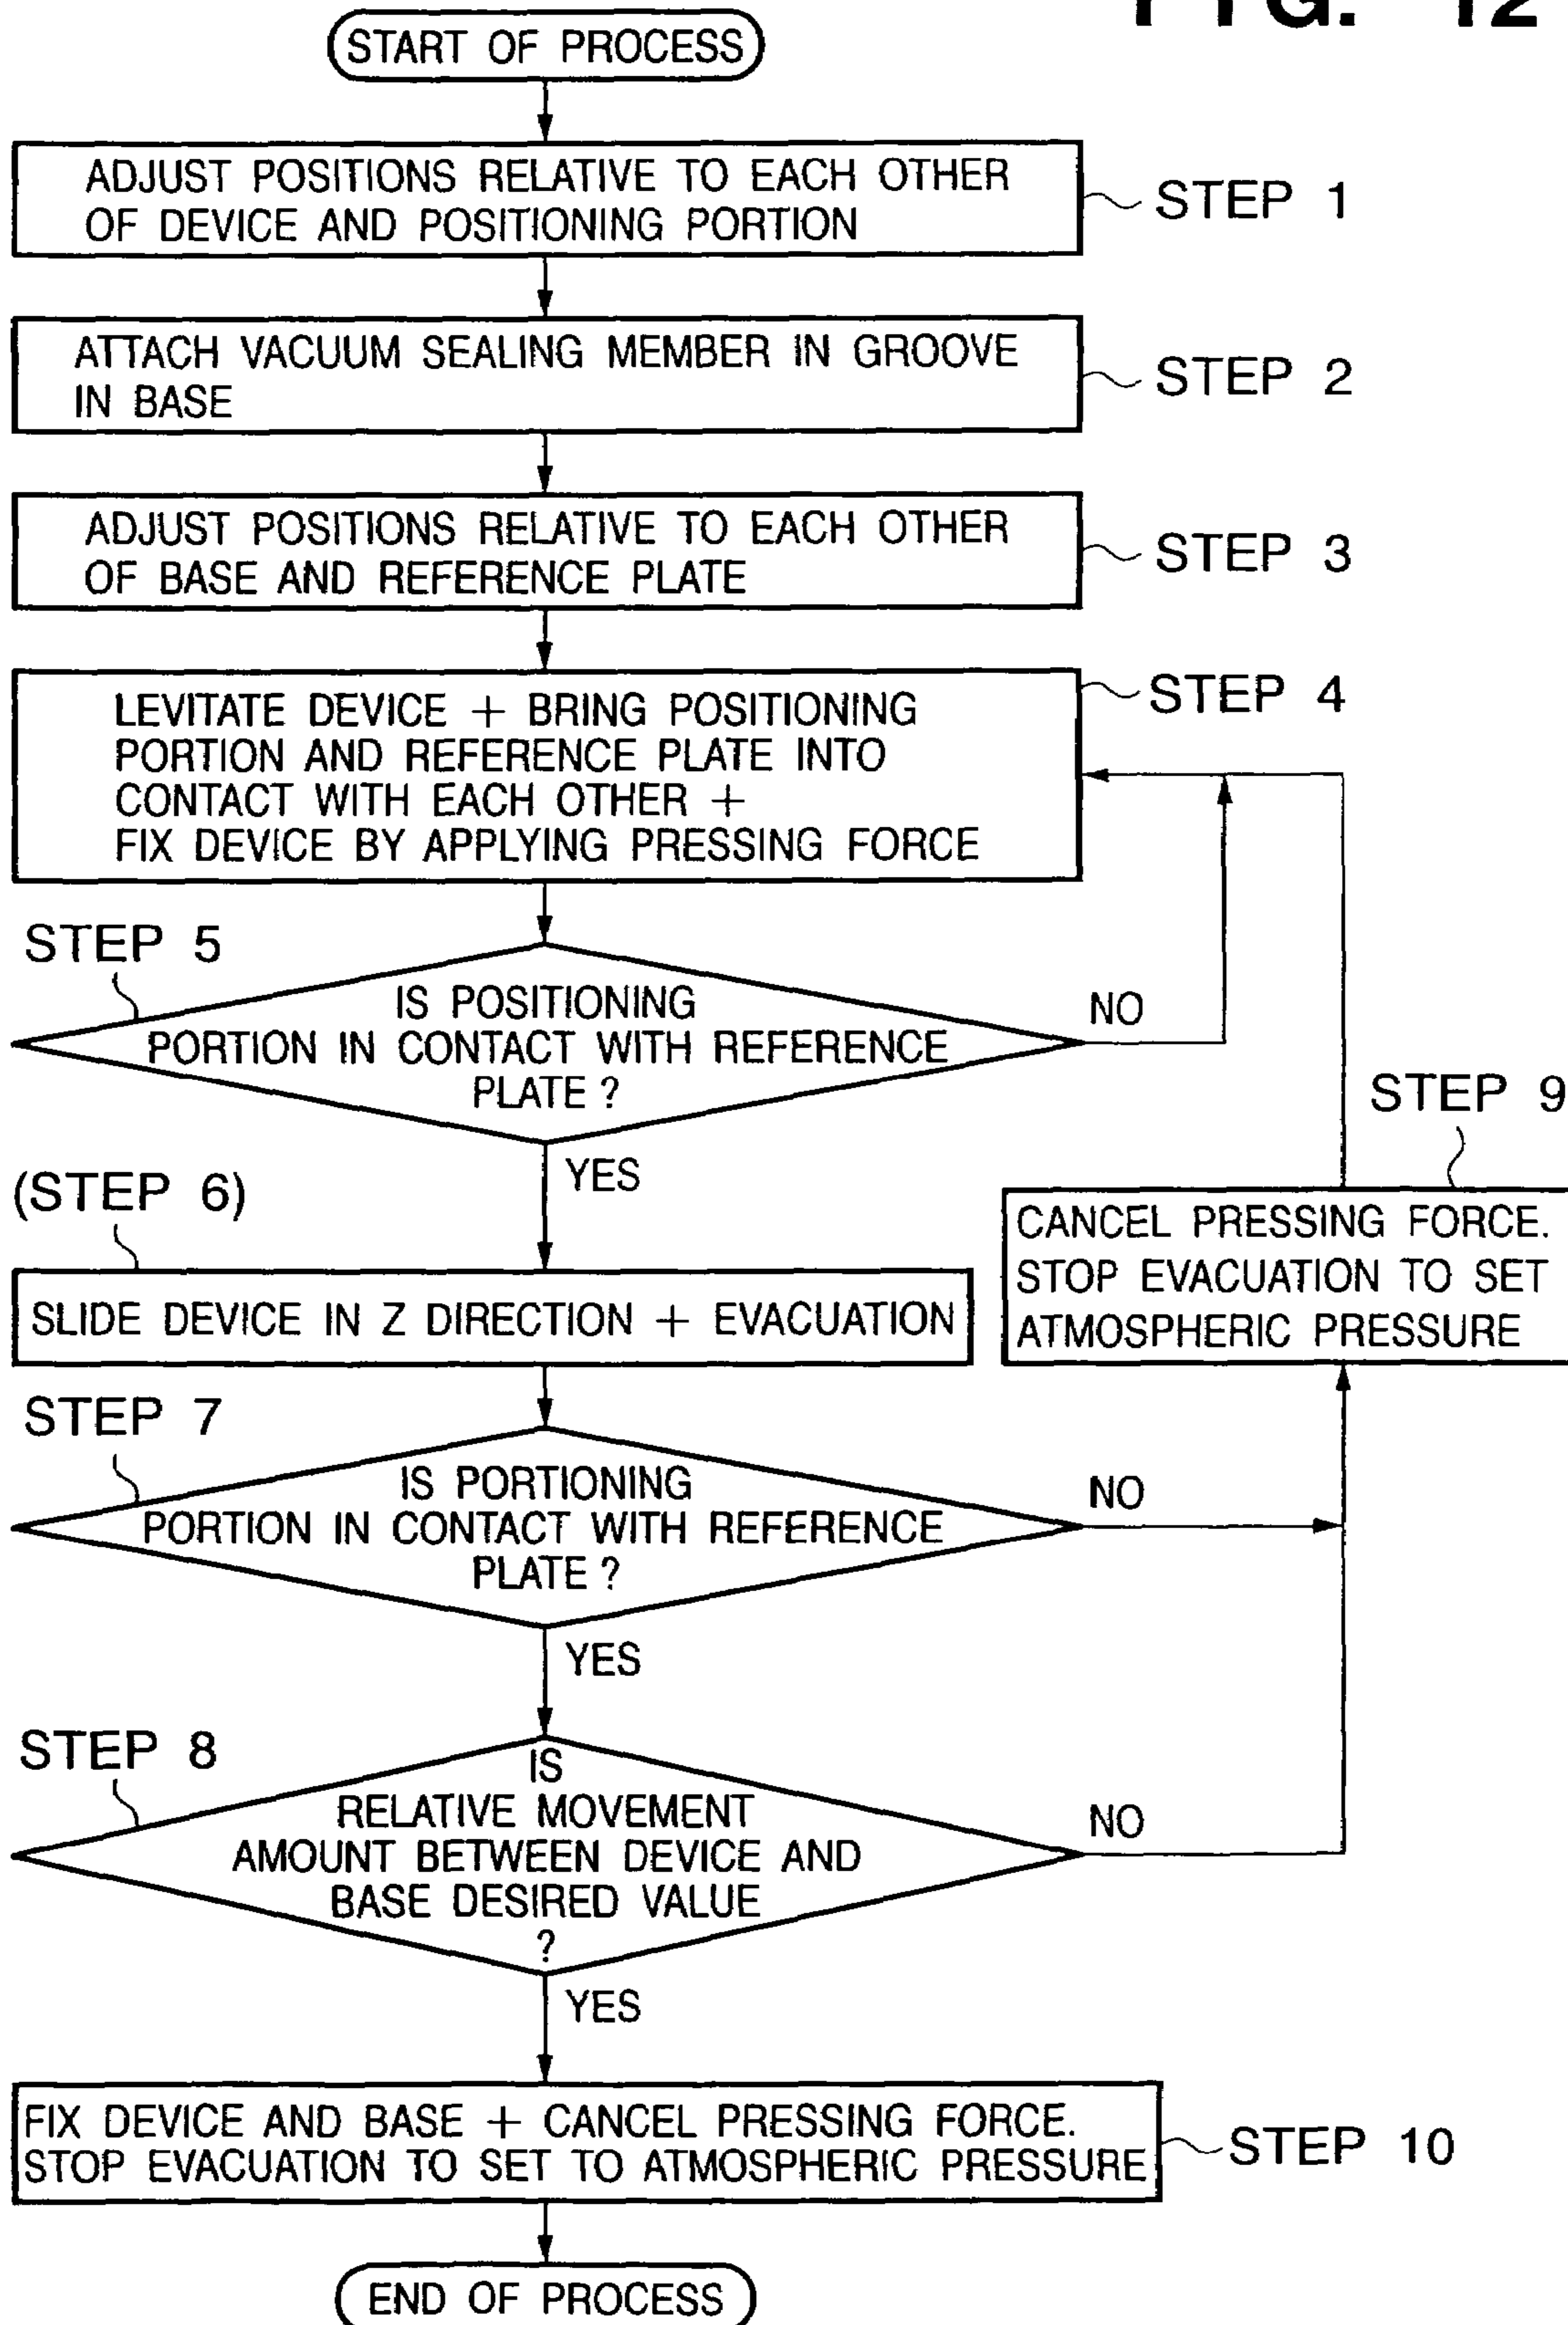 FIG. 12
START OF PROCESS
ADJUST POSITIONS RELATIVE TO EACH OTHER
OF DEVICE AND POSITIONING PORTION
STEP 1
ATTACH VACUUM SEALING MEMBER IN GROOVE
IN BASE
STEP 2
ADJUST POSITIONS RELATIVE TO EACH OTHER
OF BASE AND REFERENCE PLATE
STEP 3
LEVITATE DEVICE + BRING POSITIONING
PORTION AND REFERENCE PLATE INTO
CONTACT WITH EACH OTHER +
FIX DEVICE BY APPLYING PRESSING FORCE
STEP 4
STEP 5
IS POSITIONING
PORTION IN CONTACT WITH REFERENCE
PLATE ?
NO
YES
(STEP 6)
SLIDE DEVICE IN Z DIRECTION + EVACUATION
STEP 9
CANCEL PRESSING FORCE.
STOP EVACUATION TO SET
ATMOSPHERIC PRESSURE
STEP 7
IS PORTIONING
PORTION IN CONTACT WITH REFERENCE
PLATE ?
NO
YES
STEP 8
IS
RELATIVE MOVEMENT
AMOUNT BETWEEN DEVICE AND
BASE DESIRED VALUE
?
NO
YES
FIX DEVICE AND BASE + CANCEL PRESSING FORCE.
STOP EVACUATION TO SET TO ATMOSPHERIC PRESSURE
STEP 10
END OF PROCESS